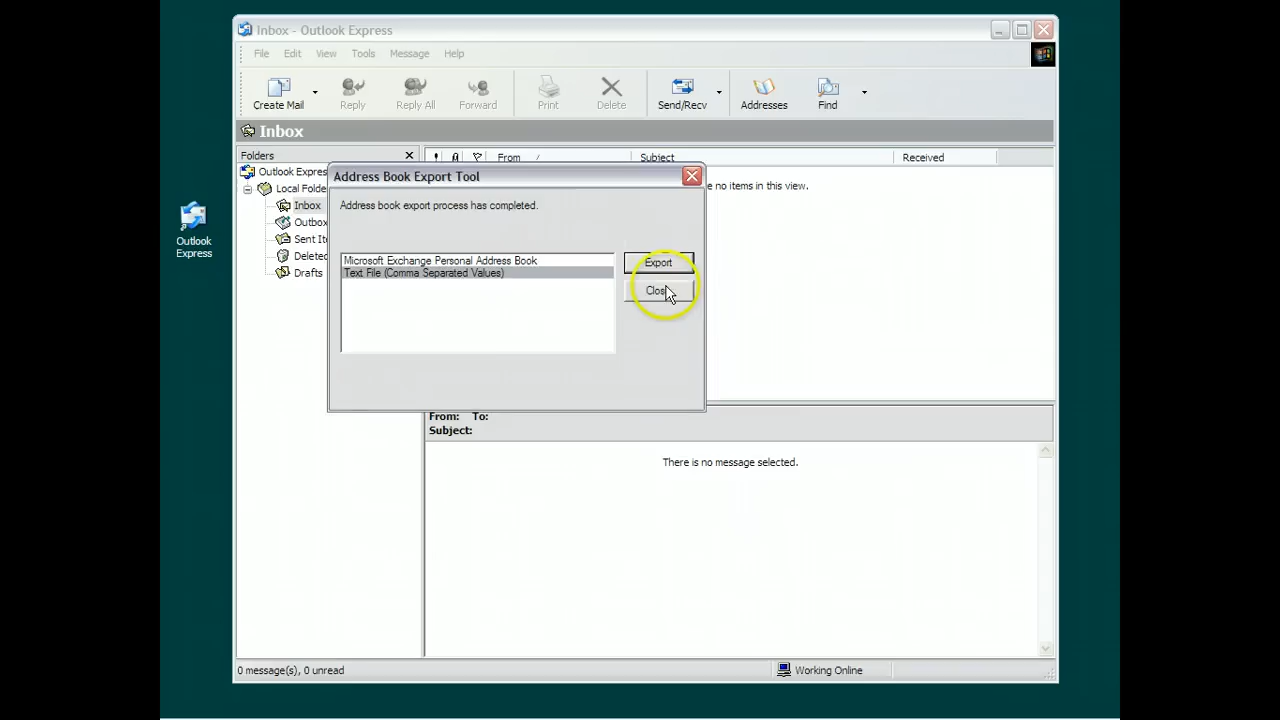 Inbox - Outlook Express
File Edit View Tools Message Help
Create Mail Reply Reply All Forward Print Delete Send/Recv Addresses Find
Inbox
Folders
! From / Subject Received
Outlook Expres
Local Folde
Inbox
Outbox
Sent Ite
Deleted
Drafts
e no items in this view.
Address Book Export Tool
Address book export process has completed.
Microsoft Exchange Personal Address Book
Text File (Comma Separated Values)
Export
Clos
From: To:
Subject:
There is no message selected.
0 message(s), 0 unread
Working Online
Outlook
Express